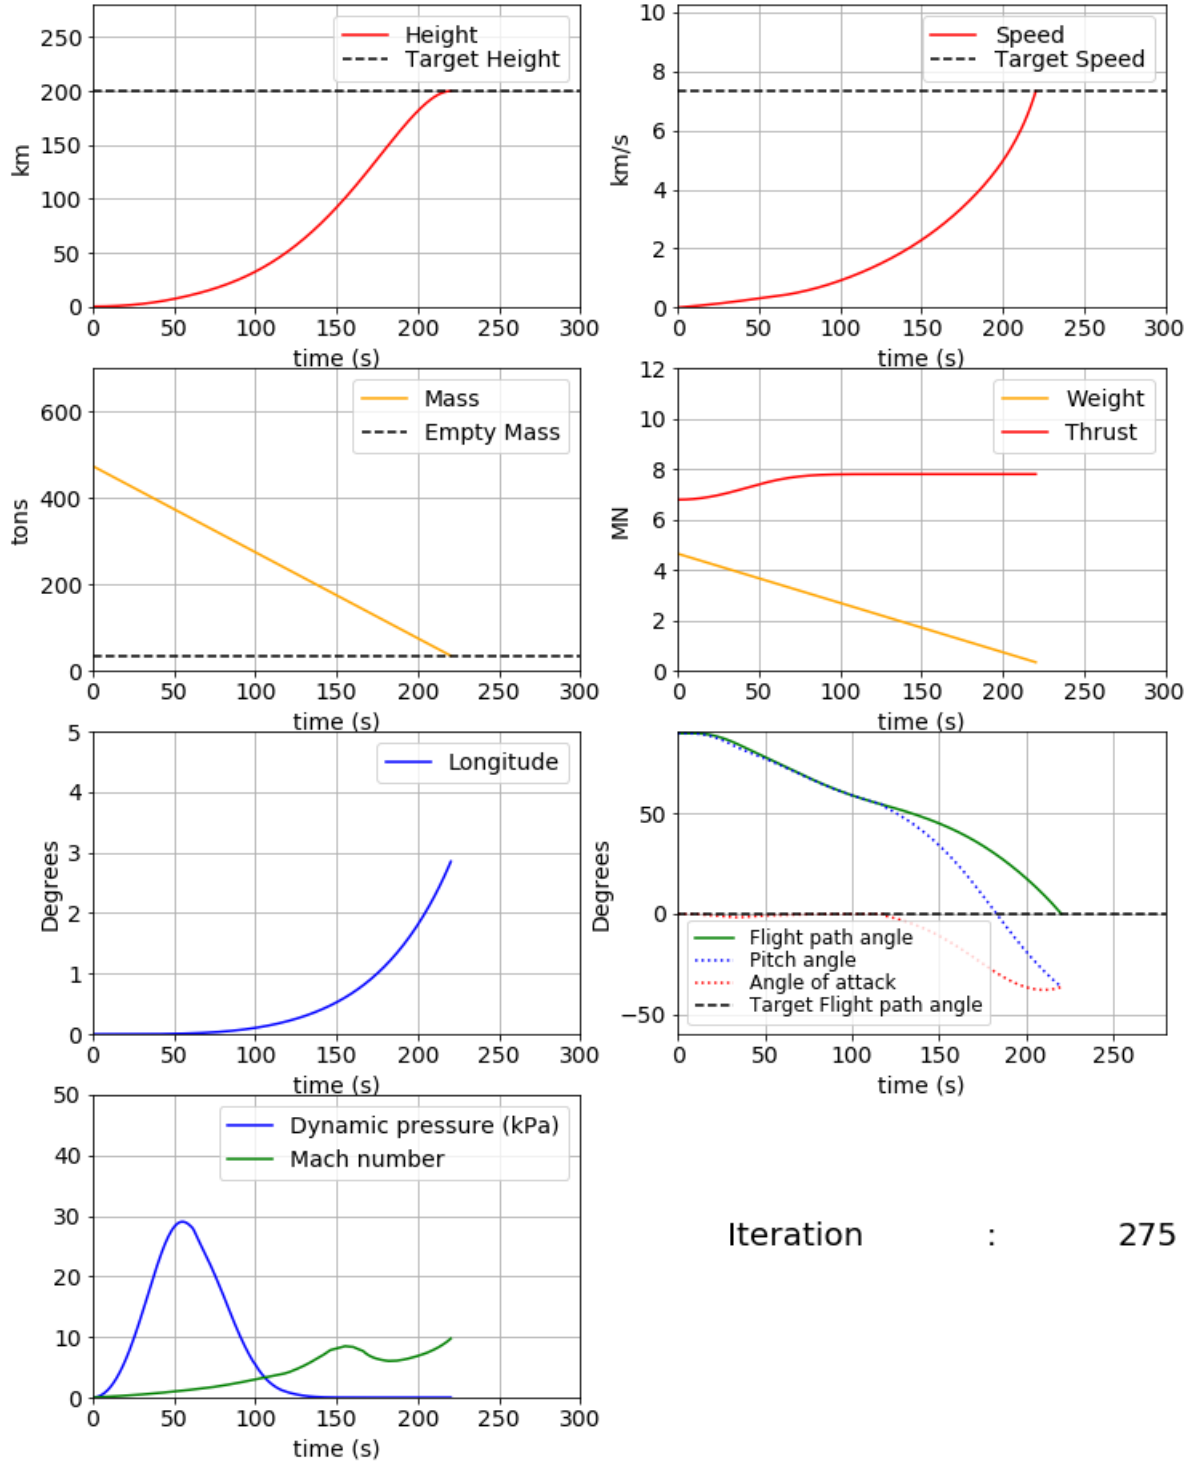 Height
Target Height
km
250
200
150
100
50
0
0 50 100 150 200 250 300
time (s)
Speed
Target Speed
km/s
10
8
6
4
2
0
0 50 100 150 200 250 300
time (s)
Mass
Empty Mass
tons
600
400
200
0
0 50 100 150 200 250 300
time (s)
Weight
Thrust
MN
12
10
8
6
4
2
0
0 50 100 150 200 250 300
time (s)
Longitude
Degrees
5
4
3
2
1
0
0 50 100 150 200 250 300
time (s)
Degrees
50
0
−50
Flight path angle
Pitch angle
Angle of attack
Target Flight path angle
0 50 100 150 200 250
time (s)
Dynamic pressure (kPa)
Mach number
50
40
30
20
10
0
0 50 100 150 200 250 300
time (s)
Iteration : 275